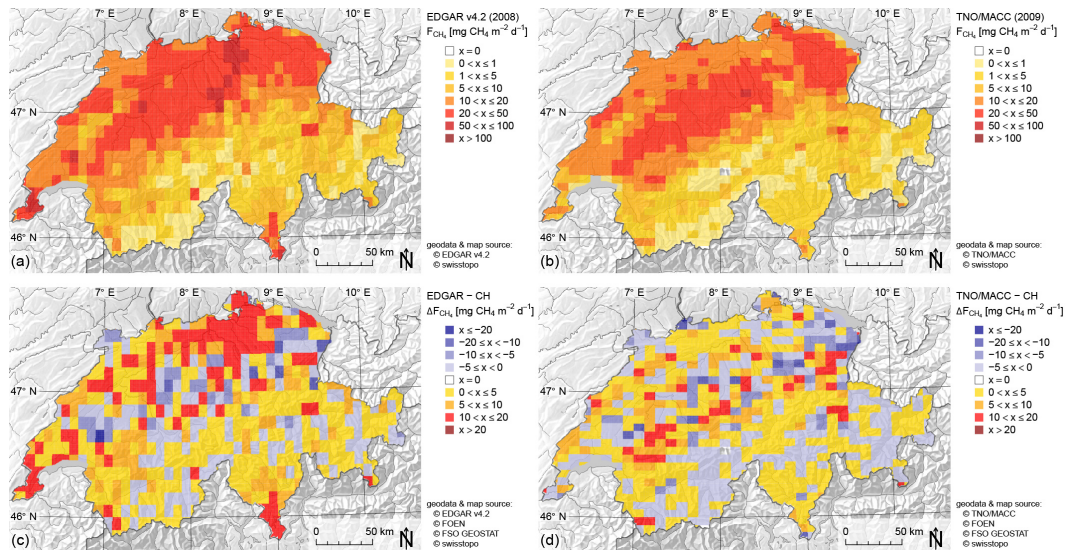 7° E 8° E 9° E 10° E
47° N
46° N
EDGAR v4.2 (2008)
FCH₄ [mg CH₄ m⁻² d⁻¹]
x = 0
0 < x ≤ 1
1 < x ≤ 5
5 < x ≤ 10
10 < x ≤ 20
20 < x ≤ 50
50 < x ≤ 100
x > 100
geodata & map source:
© EDGAR v4.2
© swisstopo
0 50 km N
(a)
7° E 8° E 9° E 10° E
47° N
46° N
TNO/MACC (2009)
FCH₄ [mg CH₄ m⁻² d⁻¹]
x = 0
0 < x ≤ 1
1 < x ≤ 5
5 < x ≤ 10
10 < x ≤ 20
20 < x ≤ 50
50 < x ≤ 100
x > 100
geodata & map source:
© TNO/MACC
© swisstopo
0 50 km N
(b)
7° E 8° E 9° E 10° E
47° N
46° N
EDGAR − CH
ΔFCH₄ [mg CH₄ m⁻² d⁻¹]
x ≤ −20
−20 ≤ x < −10
−10 ≤ x < −5
−5 ≤ x < 0
x = 0
0 < x ≤ 5
5 < x ≤ 10
10 < x ≤ 20
x > 20
geodata & map source:
© EDGAR v4.2
© FOEN
© FSO GEOSTAT
© swisstopo
0 50 km N
(c)
7° E 8° E 9° E 10° E
47° N
46° N
TNO/MACC − CH
ΔFCH₄ [mg CH₄ m⁻² d⁻¹]
x ≤ −20
−20 ≤ x < −10
−10 ≤ x < −5
−5 ≤ x < 0
x = 0
0 < x ≤ 5
5 < x ≤ 10
10 < x ≤ 20
x > 20
geodata & map source:
© TNO/MACC
© FOEN
© FSO GEOSTAT
© swisstopo
0 50 km N
(d)